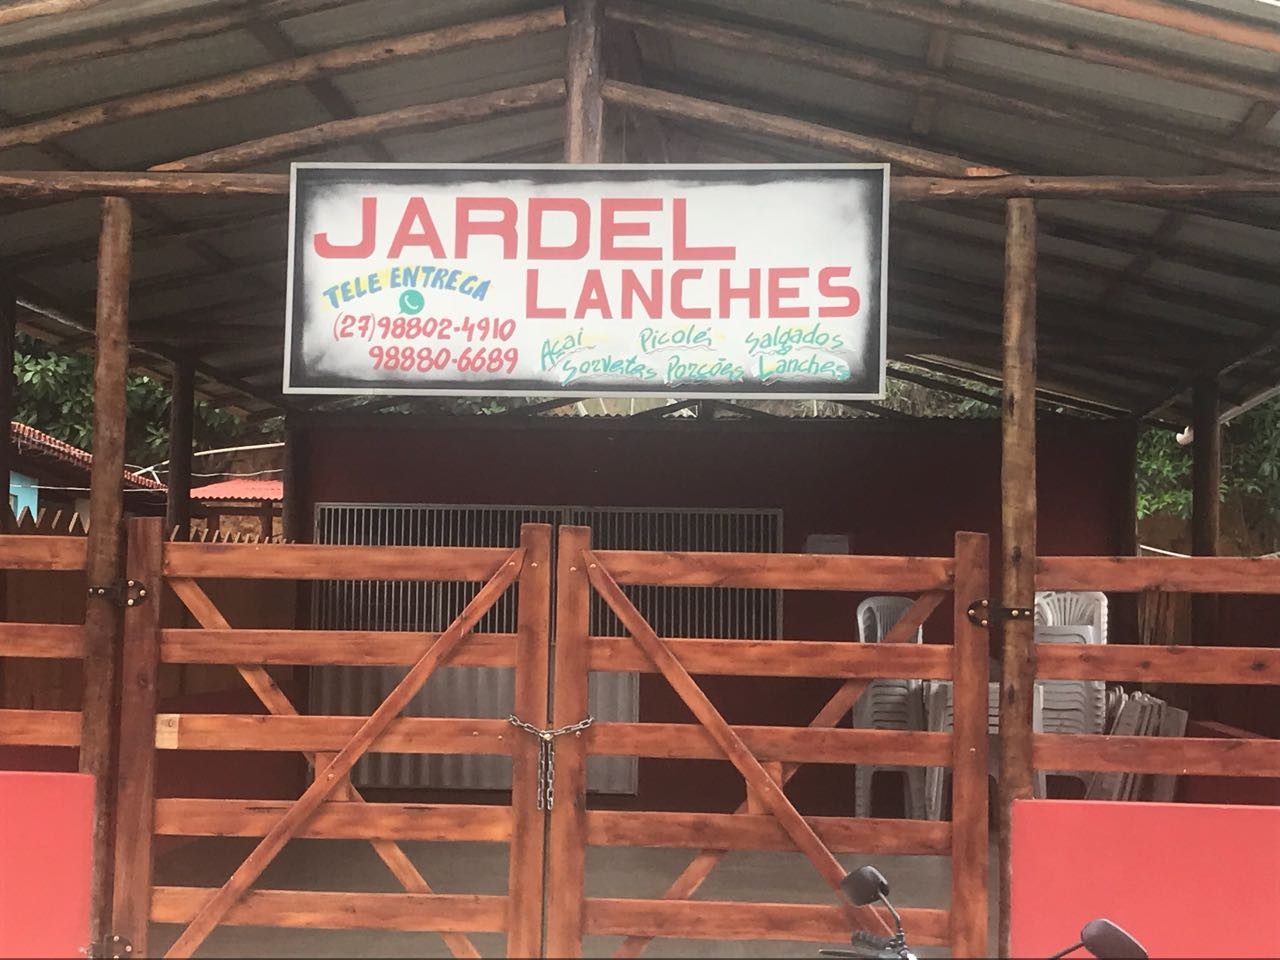 JARDEL
LANCHES
TELE ENTREGA
(27)98802-4910
98880-6689
Açai Picolé Salgados
Sorvetes Porções Lanches